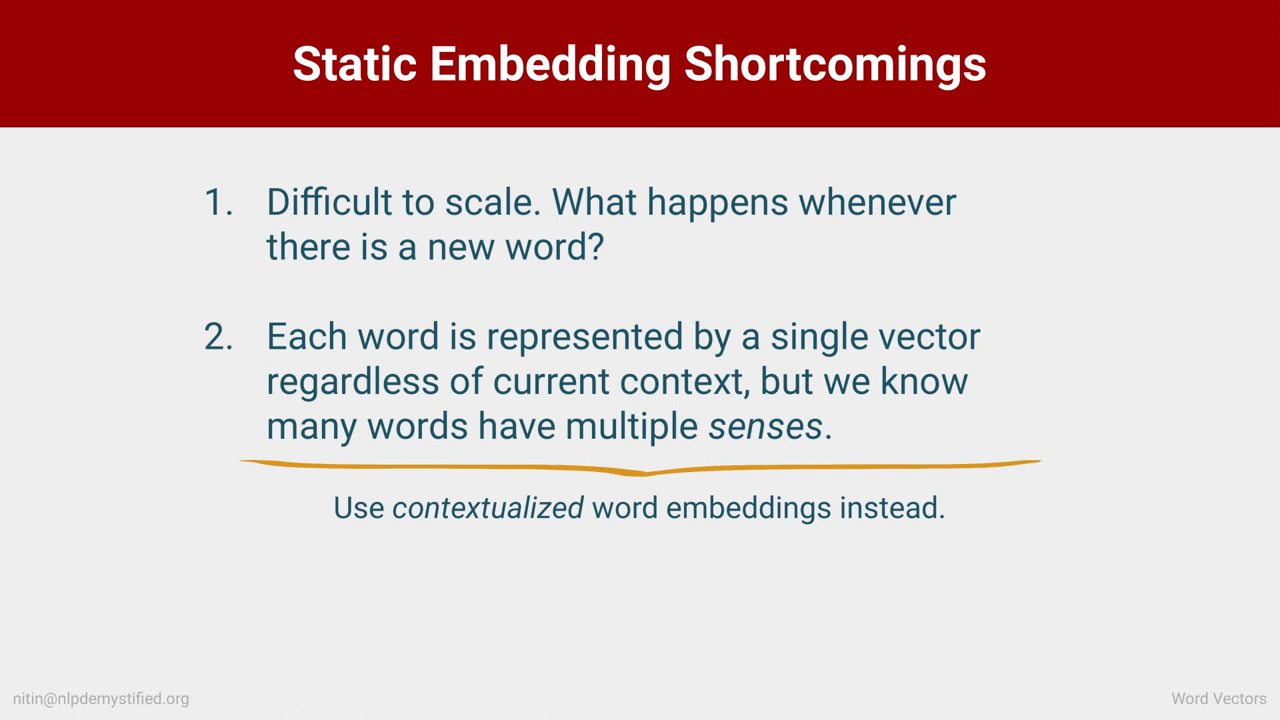 Static Embedding Shortcomings
1. Difficult to scale. What happens whenever
there is a new word?
2. Each word is represented by a single vector
regardless of current context, but we know
many words have multiple senses.
Use contextualized word embeddings instead.
nitin@nlpdemystified.org
Word Vectors